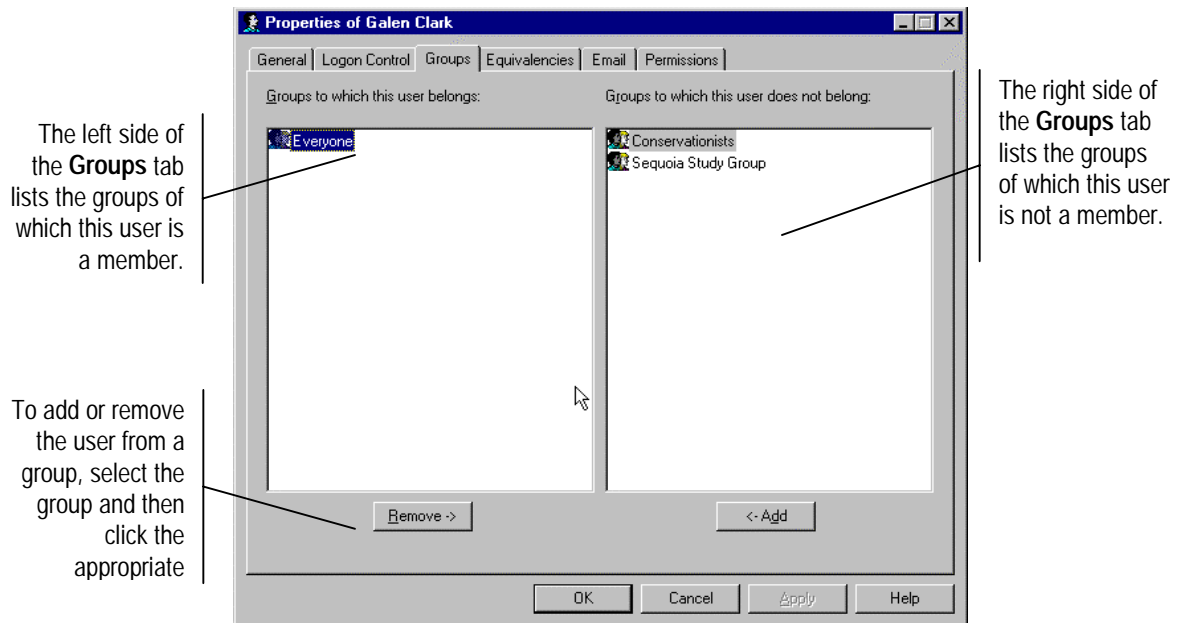 Properties of Galen Clark
General Logon Control Groups Equivalencies Email Permissions
Groups to which this user belongs:
Groups to which this user does not belong:
Everyone
Conservationists
Sequoia Study Group
Remove ->
<- Add
OK Cancel Apply Help
The left side of
the Groups tab
lists the groups of
which this user is
a member.
To add or remove
the user from a
group, select the
group and then
click the
appropriate
The right side of
the Groups tab
lists the groups
of which this user
is not a member.